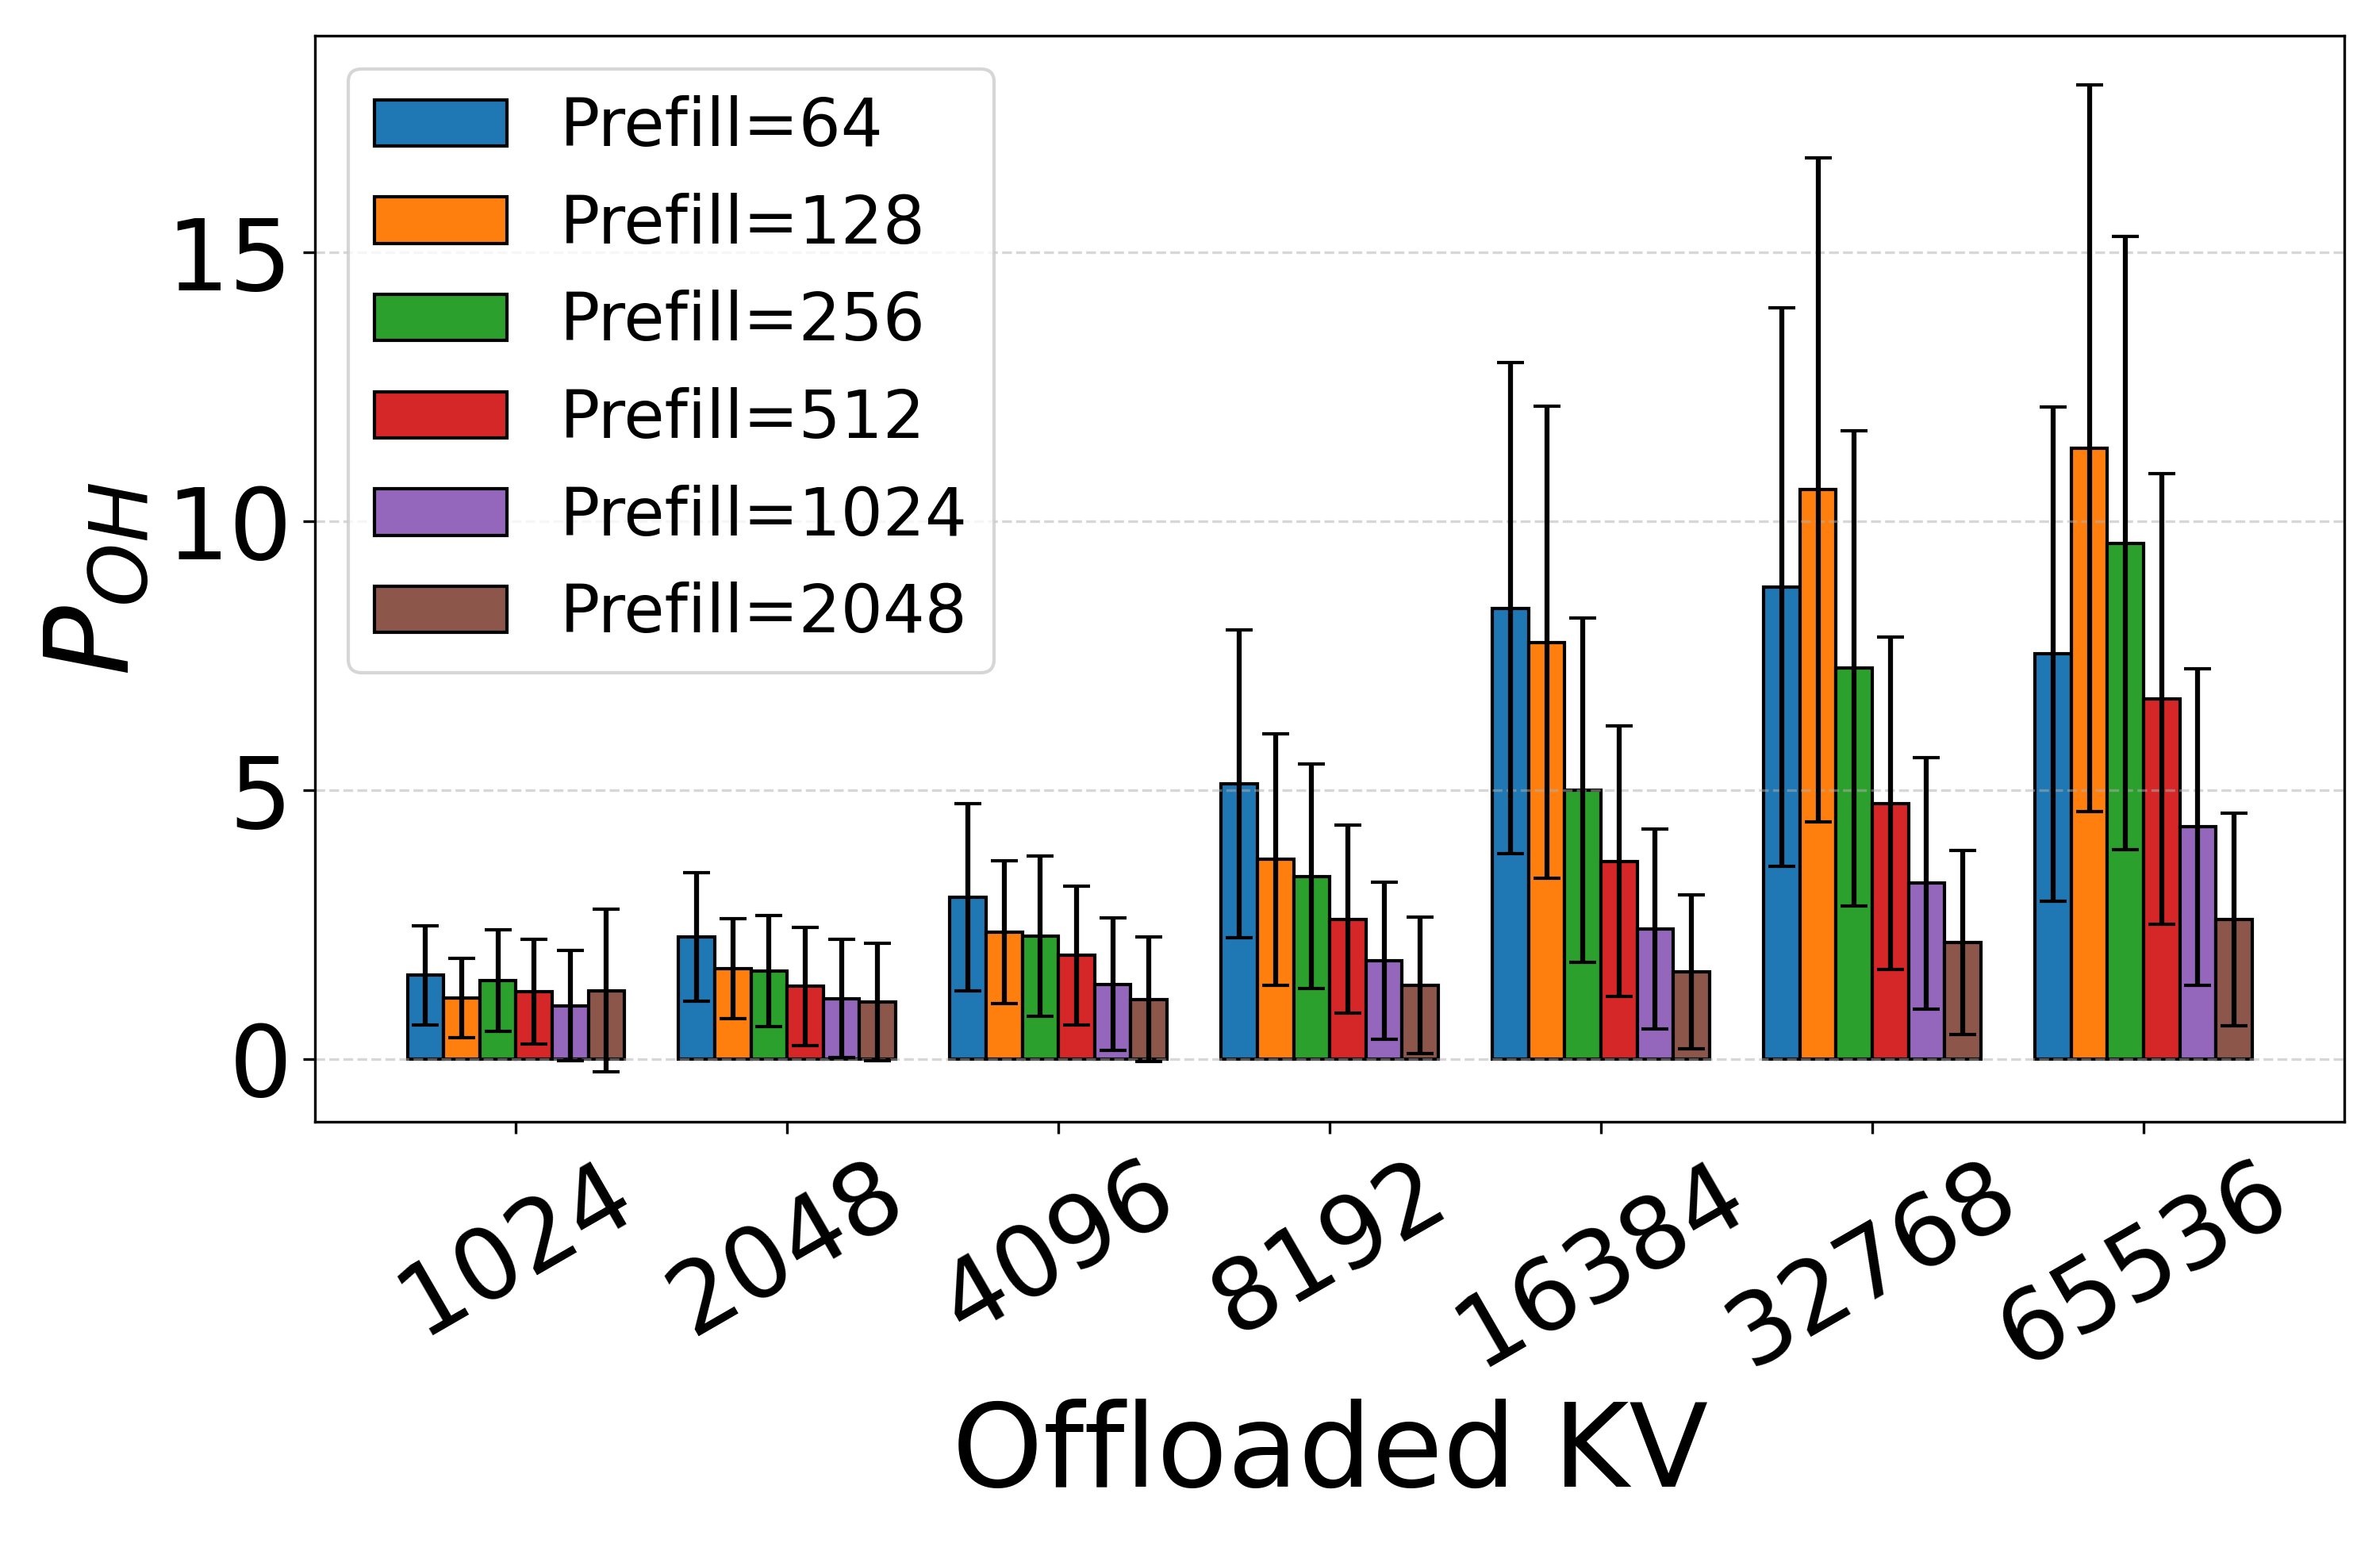 Prefill=64
Prefill=128
Prefill=256
Prefill=512
Prefill=1024
Prefill=2048
15
10
5
0
P_OH
1024 2048 4096 8192 16384 32768 65536
Offloaded KV